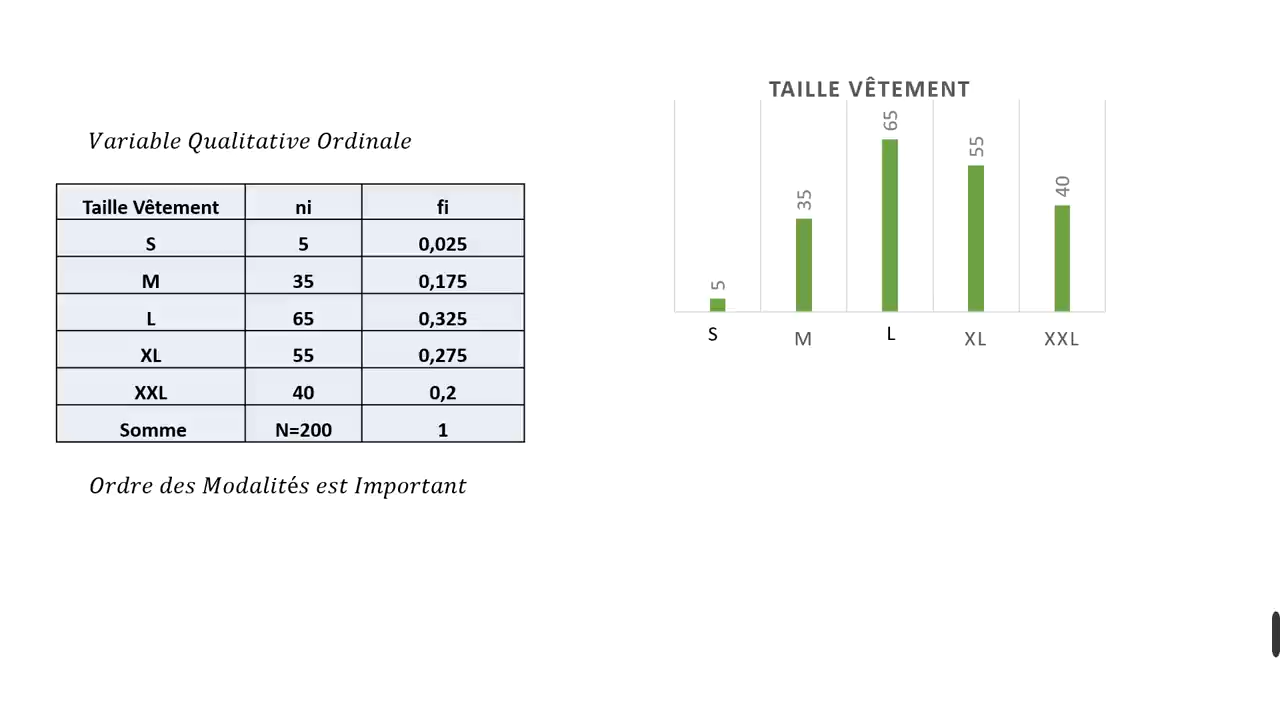 Variable Qualitative Ordinale
Taille Vêtement ni fi
S 5 0,025
M 35 0,175
L 65 0,325
XL 55 0,275
XXL 40 0,2
Somme N=200 1
Ordre des Modalités est Important
TAILLE VÊTEMENT
5 35 65 55 40
S M L XL XXL